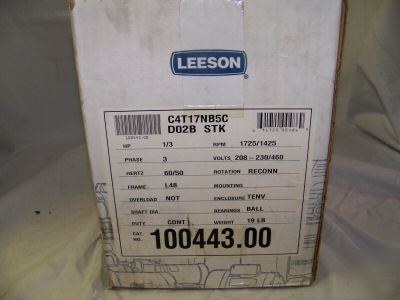 LEESON
C4T17NB5C
D02B STK
100443.00
HP 1/3 RPM 1725/1425
PHASE 3 VOLTS 208-230/460
HERTZ 60/50 ROTATION RECONN
FRAME L48 MOUNTING
OVERLOAD NOT ENCLOSURE TENV
SHAFT DIA. BEARINGS BALL
DUTY CONT WEIGHT 19 LB
CAT. NO. 100443.00